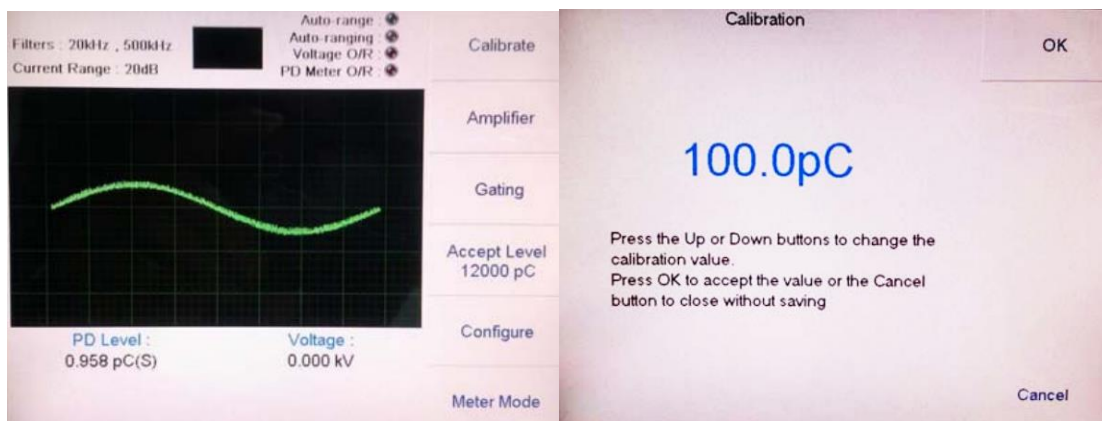 Filters : 20kHz , 500kHz
Current Range : 20dB
Auto-range :
Auto-ranging :
Voltage O/R :
PD Meter O/R :
Calibrate
Amplifier
Gating
Accept Level
12000 pC
Configure
Meter Mode
PD Level :
0.958 pC(S)
Voltage :
0.000 kV
Calibration
OK
100.0pC
Press the Up or Down buttons to change the
calibration value.
Press OK to accept the value or the Cancel
button to close without saving
Cancel